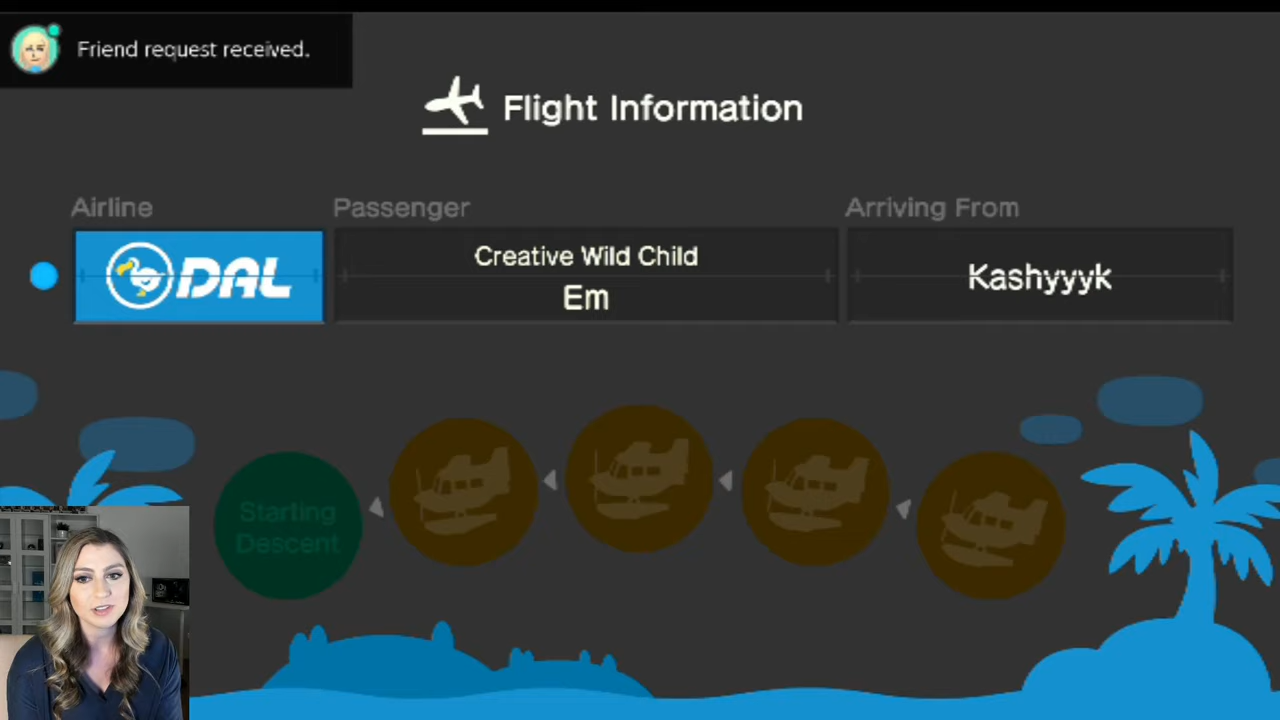 Friend request received.
Flight Information
Airline
Passenger
Arriving From
DAL
Creative Wild Child
Em
Kashyyyk
Starting
Descent